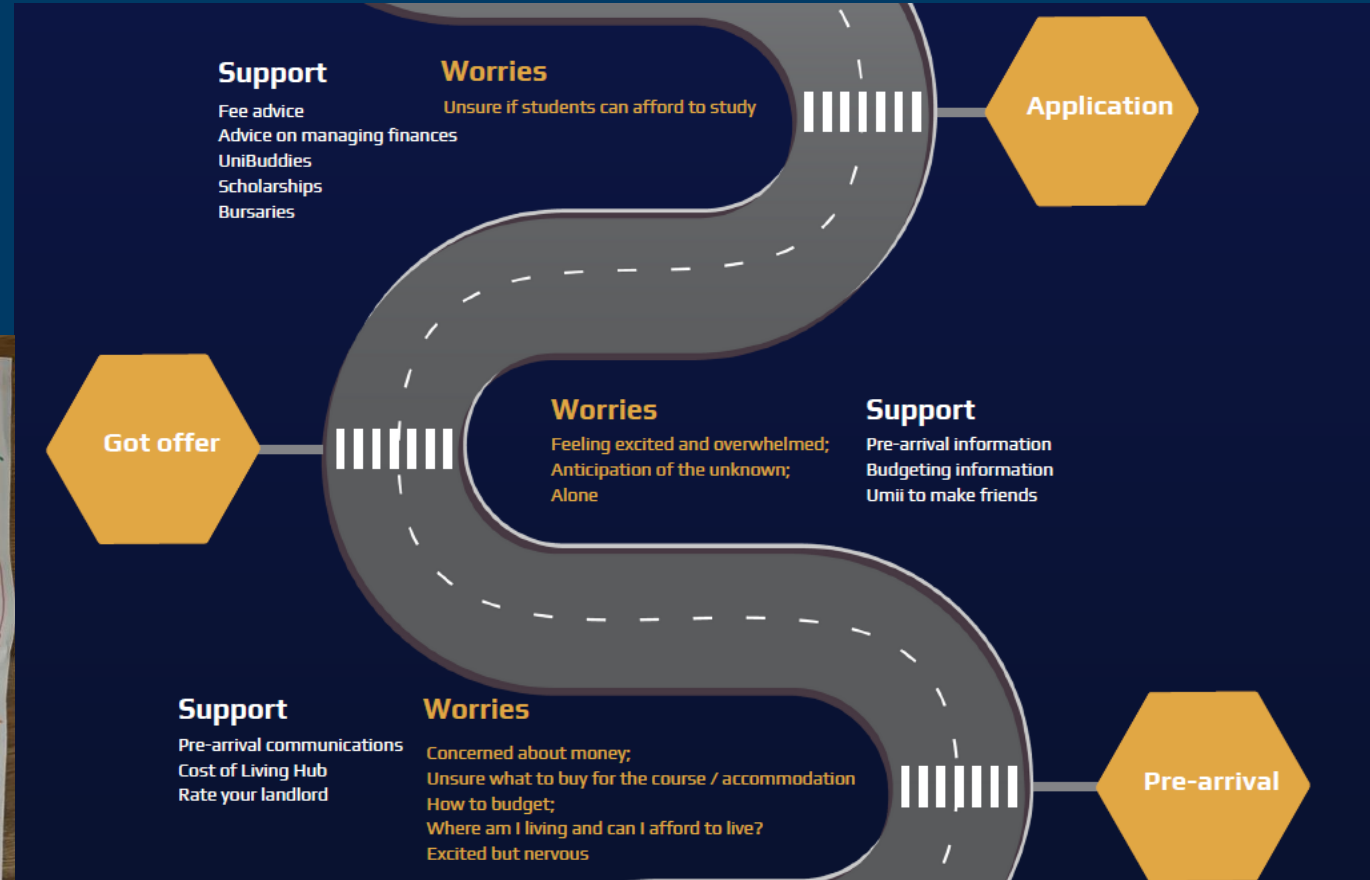 Support
Fee advice
Advice on managing finances
UniBuddies
Scholarships
Bursaries
Worries
Unsure if students can afford to study
Application
Got offer
Worries
Feeling excited and overwhelmed;
Anticipation of the unknown;
Alone
Support
Pre-arrival information
Budgeting information
Umii to make friends
Support
Pre-arrival communications
Cost of Living Hub
Rate your landlord
Worries
Concerned about money;
Unsure what to buy for the course / accommodation
How to budget;
Where am I living and can I afford to live?
Excited but nervous
Pre-arrival